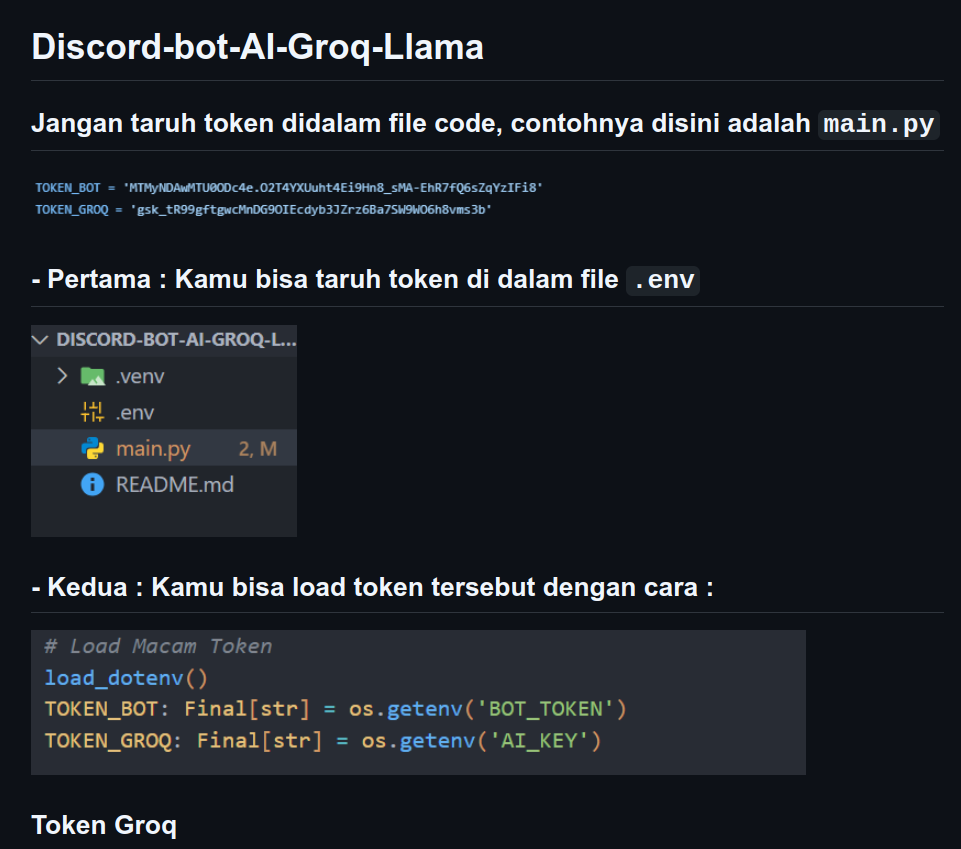 Discord-bot-AI-Groq-Llama
Jangan taruh token didalam file code, contohnya disini adalah main.py
TOKEN_BOT = 'MTMyNDAwMTU0ODc4e.O2T4YXUuht4Ei9Hn8_sMA-EhR7fQ6sZqYzIFi8'
TOKEN_GROQ = 'gsk_tR99gftgwcMnDG9OIEcdyb3JZrz6Ba7SW9WO6h8vms3b'
- Pertama : Kamu bisa taruh token di dalam file .env
DISCORD-BOT-AI-GROQ-L...
.venv
.env
main.py 2, M
README.md
- Kedua : Kamu bisa load token tersebut dengan cara :
# Load Macam Token
load_dotenv()
TOKEN_BOT: Final[str] = os.getenv('BOT_TOKEN')
TOKEN_GROQ: Final[str] = os.getenv('AI_KEY')
Token Groq